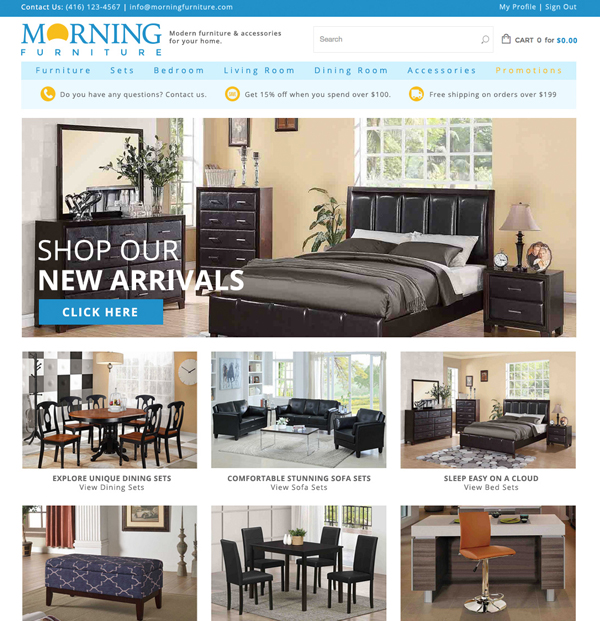 Contact Us: (416) 123-4567 | info@morningfurniture.com
My Profile | Sign Out
MORNING
FURNITURE
Modern furniture & accessories
for your home.
Search
CART 0 for $0.00
Furniture Sets Bedroom Living Room Dining Room Accessories Promotions
Do you have any questions? Contact us.
Get 15% off when you spend over $100.
Free shipping on orders over $199
SHOP OUR
NEW ARRIVALS
CLICK HERE
EXPLORE UNIQUE DINING SETS
View Dining Sets
COMFORTABLE STUNNING SOFA SETS
View Sofa Sets
SLEEP EASY ON A CLOUD
View Bed Sets